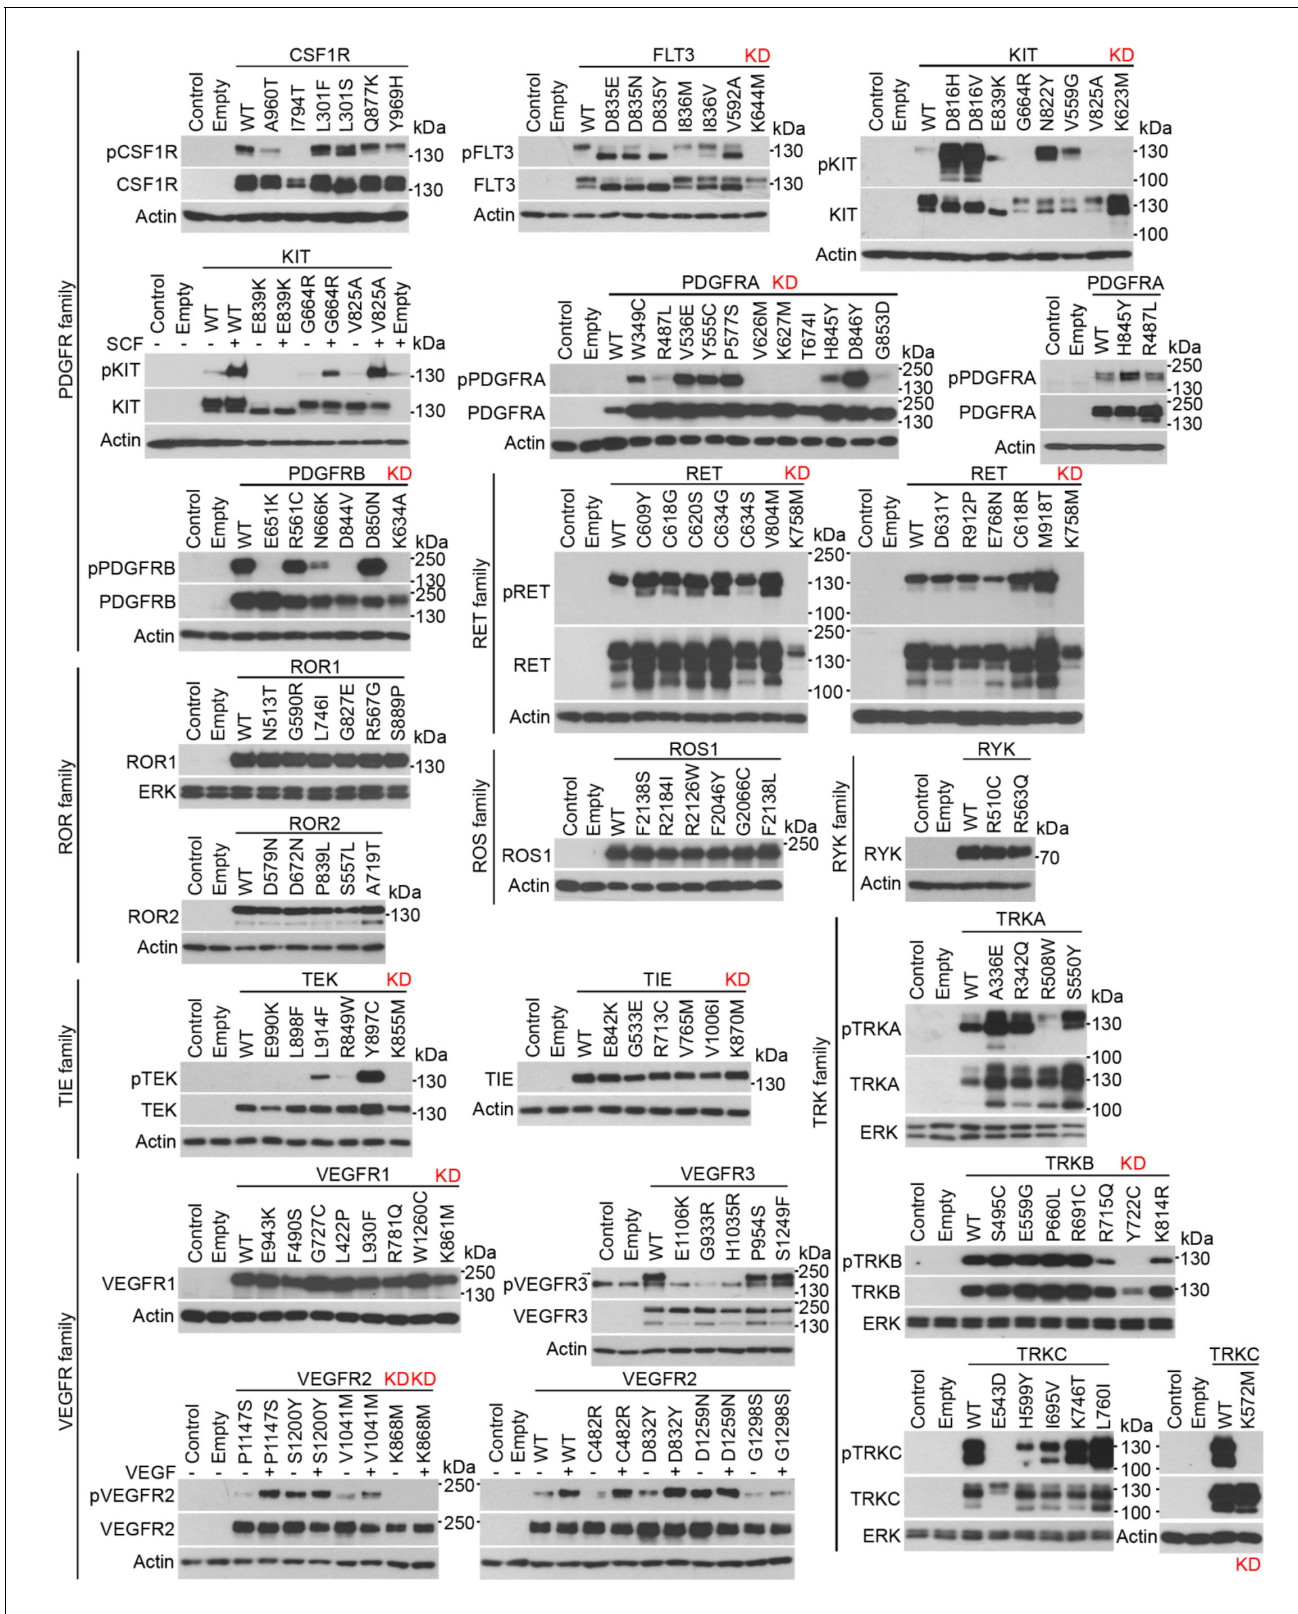 PDGFR family
CSF1R
Control Empty WT A960T I794T L301F L301S Q877K Y969H
kDa
pCSF1R -130
CSF1R -130
Actin
FLT3 KD
Control Empty WT D835E D835N D835Y I836M I836V V592A K644M
kDa
pFLT3 -130
FLT3 -130
Actin
KIT KD
Control Empty WT D816H D816V E839K G664R N822Y V559G V825A K623M
kDa
pKIT -130
-100
KIT -130
-100
Actin
KIT
Control Empty WT WT E839K E839K G664R G664R V825A V825A Empty
SCF - - - + - + - + - + + kDa
pKIT -130
KIT -130
Actin
PDGFRA KD
Control Empty WT W349C R487L V536E Y555C P577S V626M K627M T674I H845Y D846Y G853D
kDa
pPDGFRA -250
-130
PDGFRA -250
-130
Actin
PDGFRA
Control Empty WT H845Y R487L
kDa
pPDGFRA -250
-130
PDGFRA -250
-130
Actin
PDGFRB KD
Control Empty WT E651K R561C N666K D844V D850N K634A
kDa
pPDGFRB -250
-130
PDGFRB -250
-130
Actin
RET family
RET KD
Control Empty WT C609Y C618G C620S C634G C634S V804M K758M
kDa
250-
pRET 130-
100-
250-
RET 130-
100-
Actin
RET KD
Control Empty WT D631Y R912P E768N C618R M918T K758M
ROR family
ROR1
Control Empty WT N513T G590R L746I G827E R567G S889P
kDa
ROR1 -130
ERK
ROR2
Control Empty WT D579N D672N P839L S557L A719T
kDa
ROR2 -130
Actin
ROS family
ROS1
Control Empty WT F2138S R2184I R2126W F2046Y G2066C F2138L
kDa
ROS1 -250
Actin
RYK family
RYK
Control Empty WT R510C R563Q
kDa
RYK -70
Actin
TIE family
TEK KD
Control Empty WT E990K L898F L914F R849W Y897C K855M
kDa
pTEK -130
TEK -130
Actin
TIE KD
Control Empty WT E842K G533E R713C V765M V1006I K870M
kDa
TIE -130
Actin
TRK family
TRKA
Control Empty WT A336E R342Q R508W S550Y
kDa
pTRKA -130
-100
TRKA -130
-100
ERK
VEGFR family
VEGFR1 KD
Control Empty WT E943K F490S G727C L422P L930F R781Q W1260C K861M
kDa
VEGFR1 -250
-130
Actin
VEGFR3
Control Empty WT E1106K G933R H1035R P954S S1249F
kDa
pVEGFR3 -250
-130
VEGFR3 -250
-130
Actin
TRKB KD
Control Empty WT S495C E559G P660L R691C R715Q Y722C K814R
kDa
pTRKB -130
TRKB -130
ERK
VEGFR2 KDKD
Control Empty P1147S P1147S S1200Y S1200Y V1041M V1041M K868M K868M
VEGF - - - + - + - + - + kDa
pVEGFR2 -250
VEGFR2 250-
Actin
VEGFR2
Control Empty WT WT C482R C482R D832Y D832Y D1259N D1259N G1298S G1298S
- - - + - + - + - + - +
TRKC
Control Empty WT E543D H599Y I695V K746T L760I
kDa
pTRKC -130
-100
TRKC -130
-100
ERK
TRKC
Control Empty WT K572M
Actin
KD